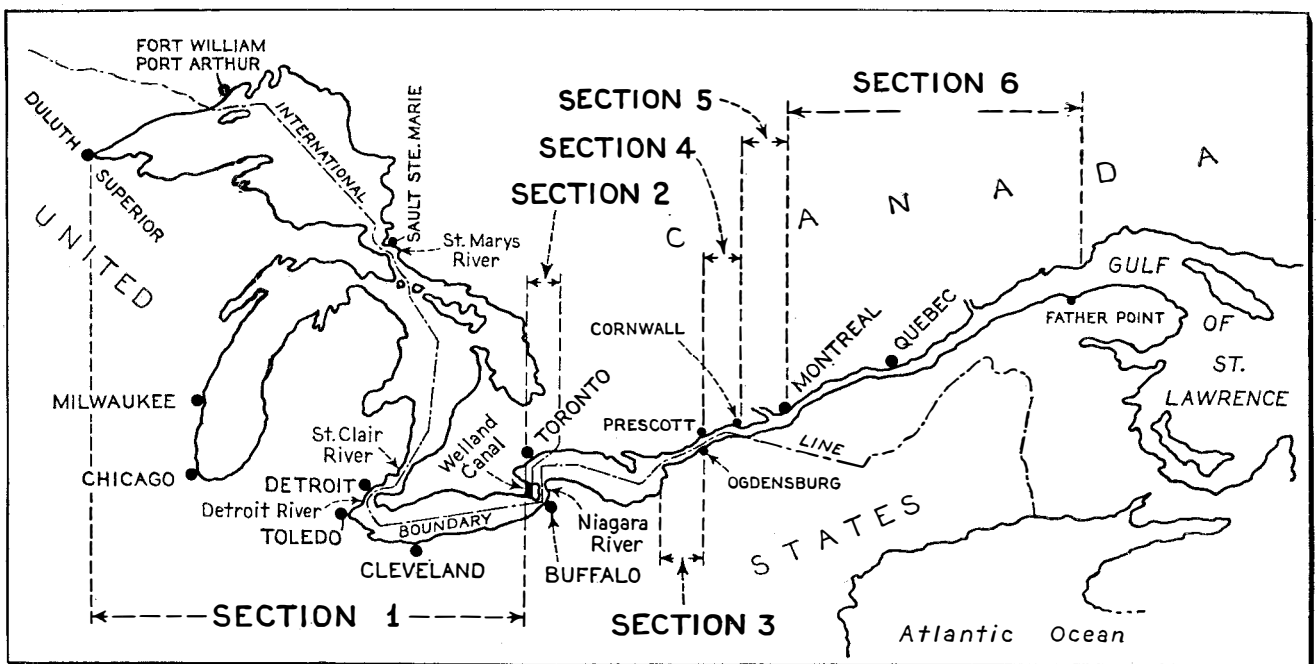 FORT WILLIAM
PORT ARTHUR
SECTION 6
SECTION 5
SECTION 4
SECTION 2
DULUTH
SUPERIOR
INTERNATIONAL
SAULT STE. MARIE
St. Marys
River
UNITED
CANADA
GULF
OF
ST.
LAWRENCE
FATHER POINT
QUEBEC
MONTREAL
CORNWALL
PRESCOTT
OGDENSBURG
LINE
TORONTO
MILWAUKEE
CHICAGO
St. Clair
River
Welland
Canal
DETROIT
Detroit River
TOLEDO
BOUNDARY
CLEVELAND
Niagara
River
BUFFALO
STATES
SECTION 1
SECTION 3
Atlantic Ocean